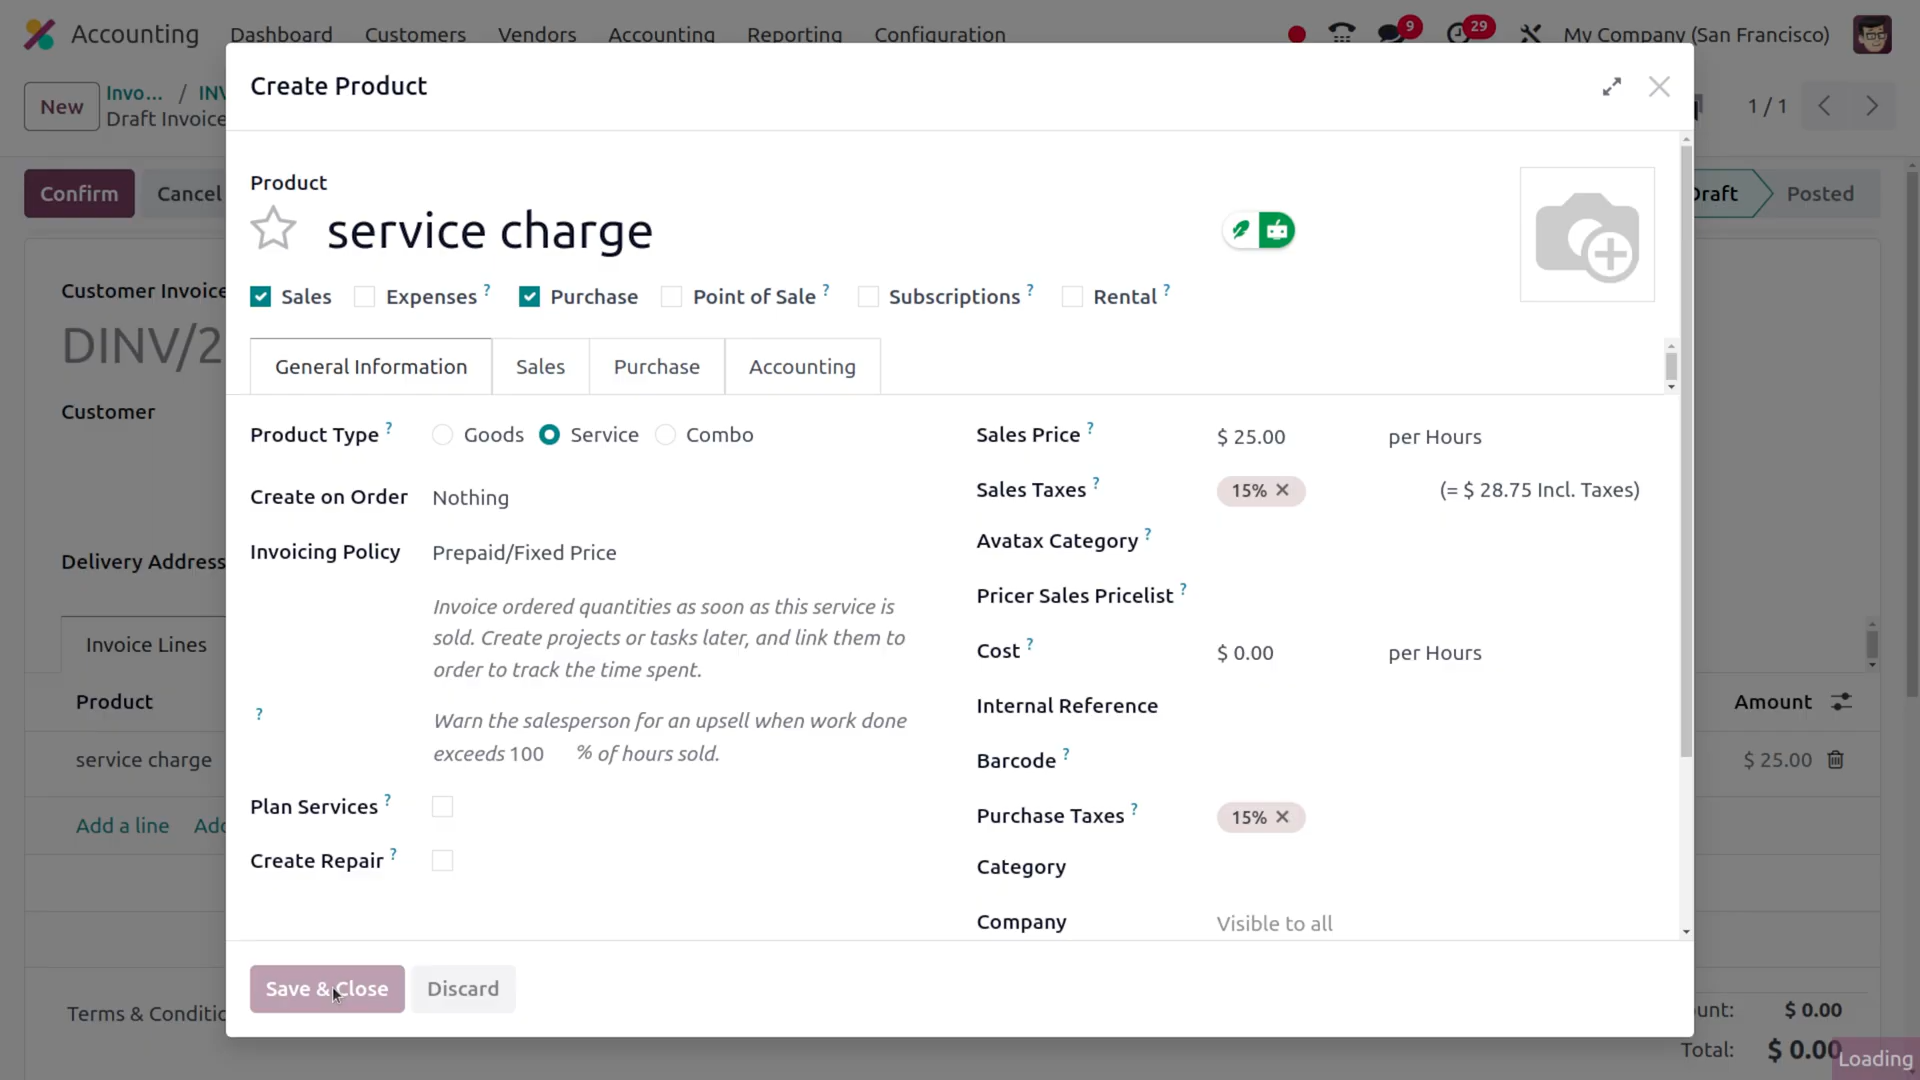 Accounting Dashboard Customers Vendors Accounting Reporting Configuration 9 29 My Company (San Francisco)
New Invo... / INV 1 / 1
Draft Invoice
Create Product
Confirm Cancel Draft Posted
Product
service charge
Sales Expenses ? Purchase Point of Sale ? Subscriptions ? Rental ?
Customer Invoice
DINV/2
General Information Sales Purchase Accounting
Customer
Product Type ? Goods Service Combo
Sales Price ? $ 25.00 per Hours
Create on Order Nothing
Sales Taxes ? 15% (= $ 28.75 Incl. Taxes)
Invoicing Policy Prepaid/Fixed Price
Avatax Category ?
Delivery Address
Invoice ordered quantities as soon as this service is
sold. Create projects or tasks later, and link them to
order to track the time spent.
Pricer Sales Pricelist ?
Cost ? $ 0.00 per Hours
Invoice Lines
Product Amount
? Warn the salesperson for an upsell when work done
exceeds 100 % of hours sold.
Internal Reference
service charge $ 25.00
Barcode ?
Plan Services ?
Purchase Taxes ? 15%
Add a line
Create Repair ?
Category
Company Visible to all
Save & Close Discard
Terms & Conditio
unt: $ 0.00
Total: $ 0.00
Loading